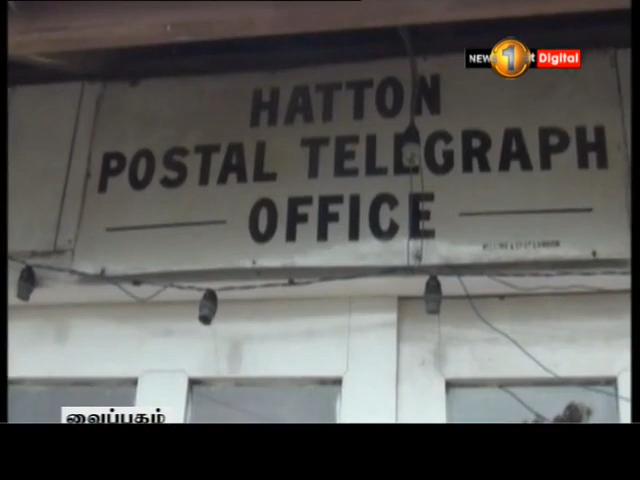 NEWS 1st Digital
HATTON
POSTAL TELEGRAPH
OFFICE
வைப்பகம்